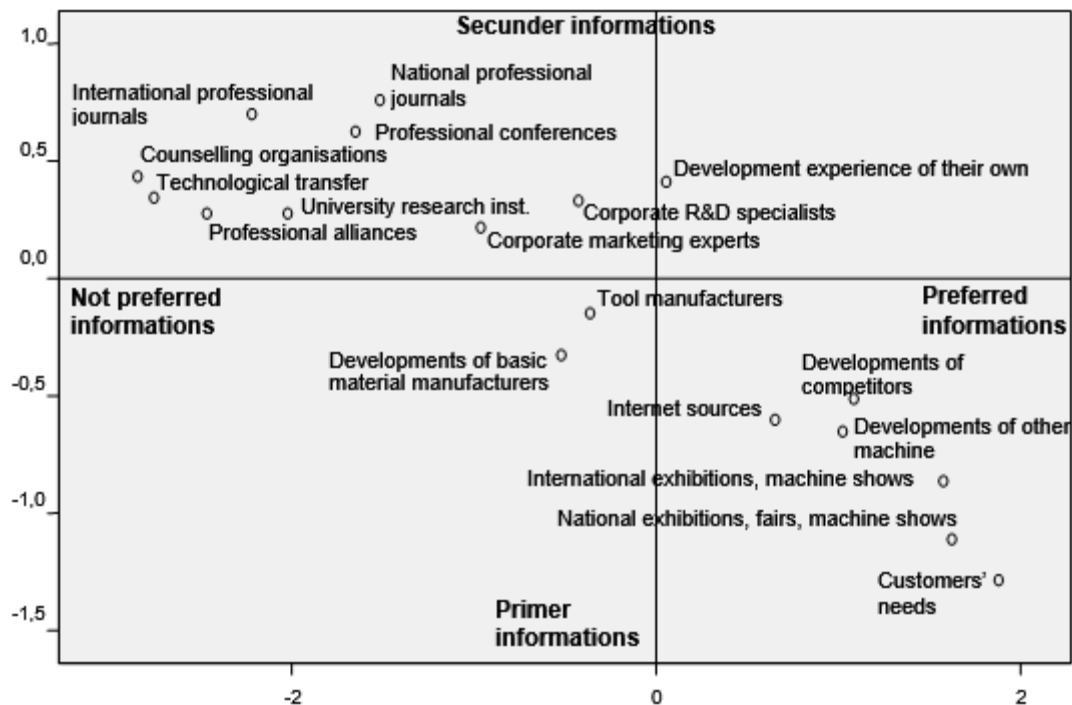 Secunder informations
1,0
National professional
journals
International professional
journals
Professional conferences
0,5
Counselling organisations
Technological transfer
Development experience of their own
University research inst.
Corporate R&D specialists
Professional alliances
Corporate marketing experts
0,0
Not preferred
informations
Tool manufacturers
Preferred
informations
Developments of basic
material manufacturers
Developments of
competitors
-0,5
Internet sources
Developments of other
machine
International exhibitions, machine shows
-1,0
National exhibitions, fairs, machine shows
Customers’
needs
Primer
informations
-1,5
-2
0
2